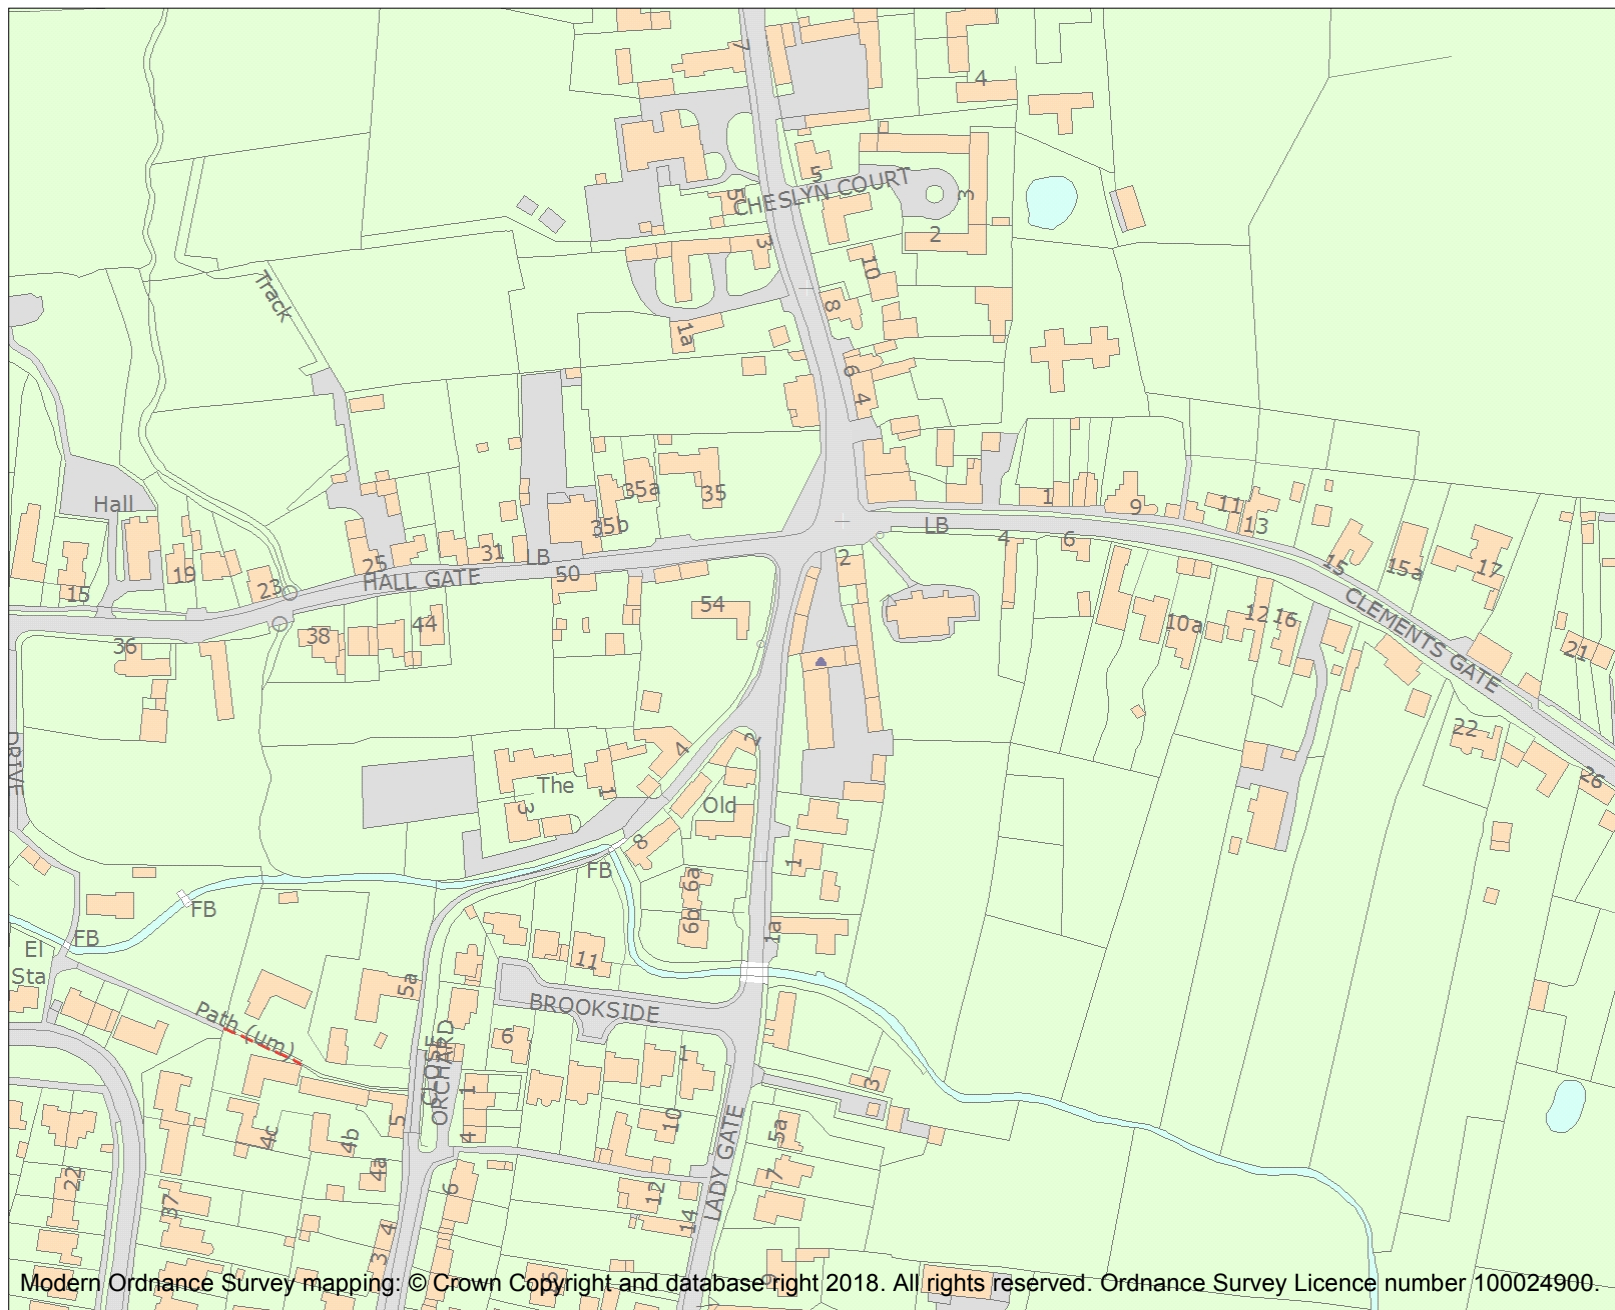 7
4
5
CHESLYN COURT
5
3
3
2
10
Track
8
1a
6
4
35a
35
Hall
1
9
11
13
35b
LB
LB
31
25
HALL GATE
50
2
4
6
15
15a
17
19
23
15
54
38
44
36
10a
12
16
CLEMENTS GATE
21
22
26
DRIVE
2
4
The
1
3
Old
8
1
FB
6a
6b
1a
FB
FB
El
Sta
11
5a
BROOKSIDE
Path (um)
6
1
CLOSE
ORCHARD
1
3
10
5
4
4c
4b
4a
5a
7
LADY GATE
22
37
6
12
14
4
3
Modern Ordnance Survey mapping: © Crown Copyright and database right 2018. All rights reserved. Ordnance Survey Licence number 100024900.